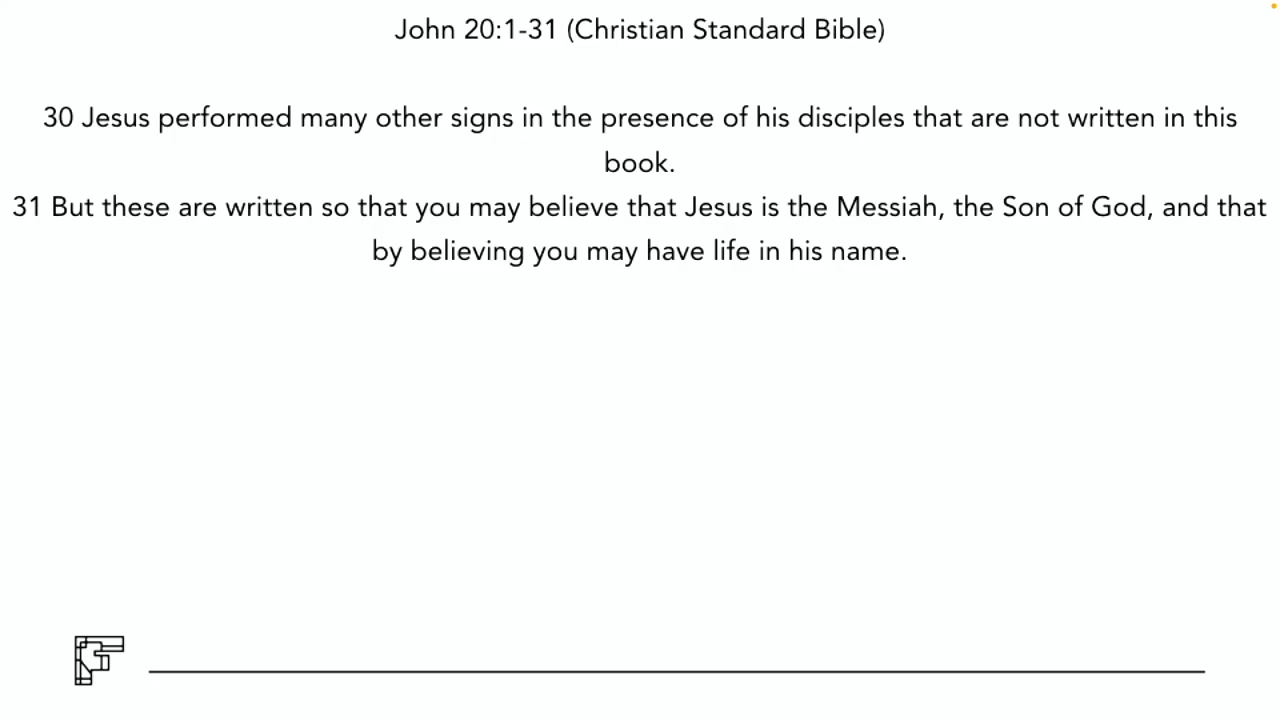 John 20:1-31 (Christian Standard Bible)
30 Jesus performed many other signs in the presence of his disciples that are not written in this
book.
31 But these are written so that you may believe that Jesus is the Messiah, the Son of God, and that
by believing you may have life in his name.